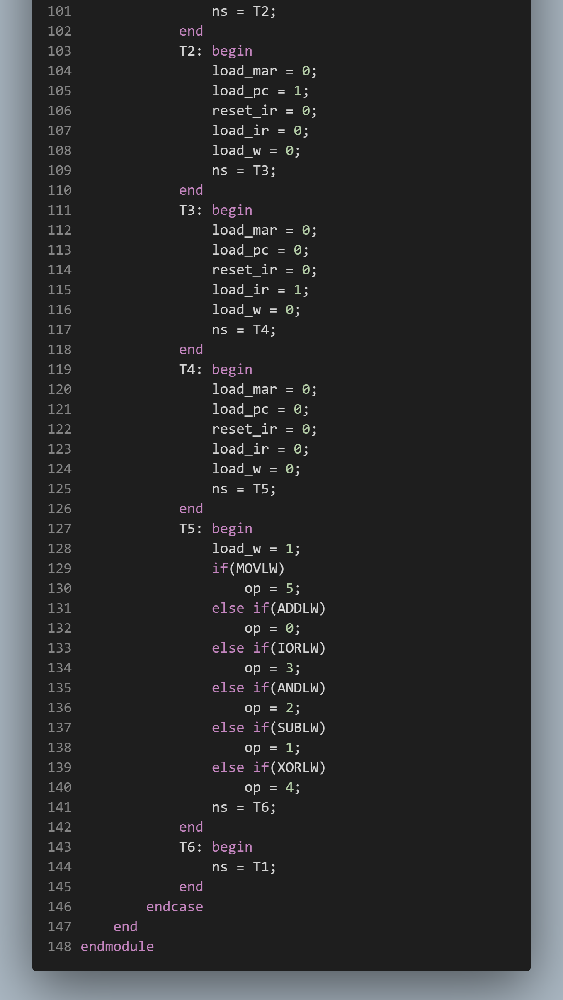 101 ns = T2;
102 end
103 T2: begin
104 load_mar = 0;
105 load_pc = 1;
106 reset_ir = 0;
107 load_ir = 0;
108 load_w = 0;
109 ns = T3;
110 end
111 T3: begin
112 load_mar = 0;
113 load_pc = 0;
114 reset_ir = 0;
115 load_ir = 1;
116 load_w = 0;
117 ns = T4;
118 end
119 T4: begin
120 load_mar = 0;
121 load_pc = 0;
122 reset_ir = 0;
123 load_ir = 0;
124 load_w = 0;
125 ns = T5;
126 end
127 T5: begin
128 load_w = 1;
129 if(MOVLW)
130 op = 5;
131 else if(ADDLW)
132 op = 0;
133 else if(IORLW)
134 op = 3;
135 else if(ANDLW)
136 op = 2;
137 else if(SUBLW)
138 op = 1;
139 else if(XORLW)
140 op = 4;
141 ns = T6;
142 end
143 T6: begin
144 ns = T1;
145 end
146 endcase
147 end
148 endmodule